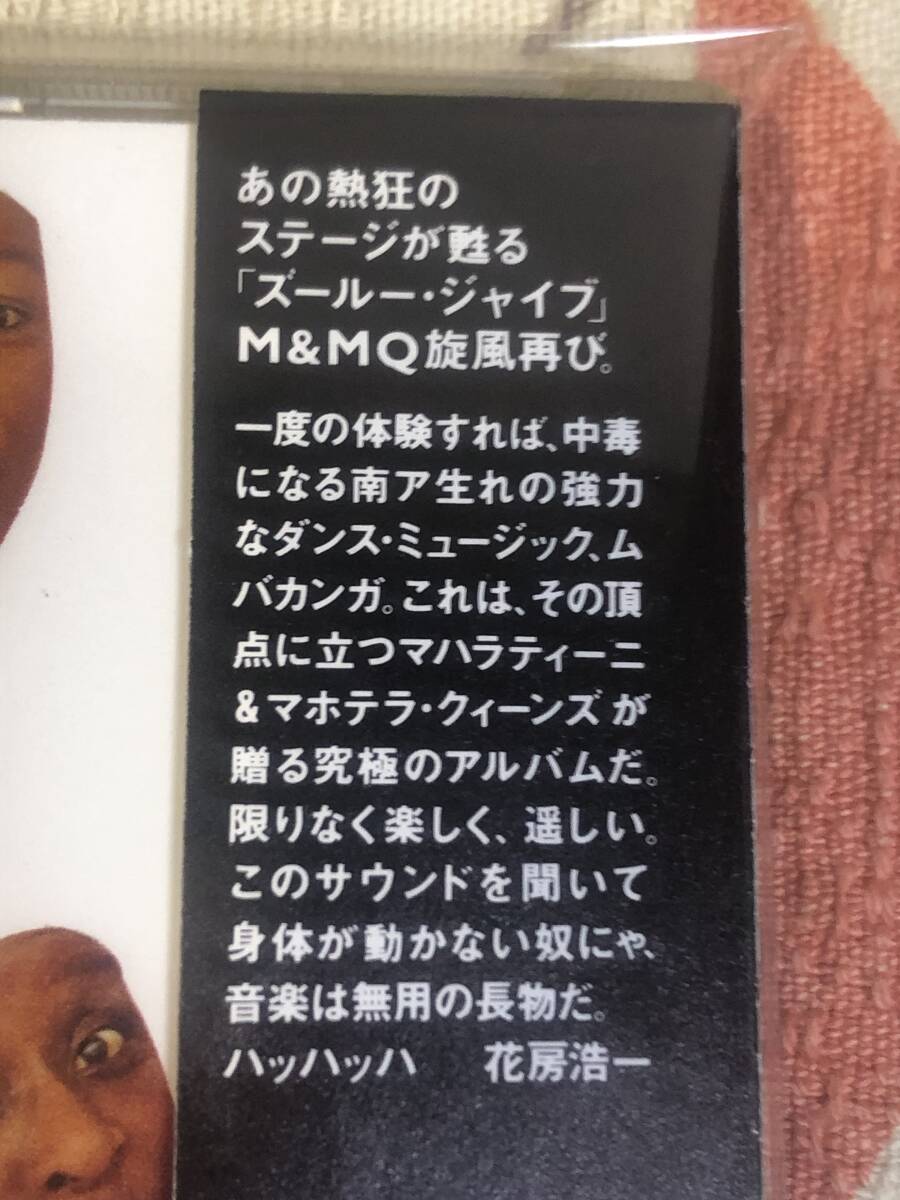 あの熱狂の
ステージが甦る
「ズールー・ジャイブ」
M&MQ旋風再び。
一度の体験すれば、中毒
になる南ア生れの強力
なダンス・ミュージック、ム
バカンガ。これは、その頂
点に立つマハラティーニ
&マホテラ・クィーンズが
贈る究極のアルバムだ。
限りなく楽しく、逞しい。
このサウンドを聞いて
身体が動かない奴にゃ、
音楽は無用の長物だ。
ハッハッハ 花房浩一